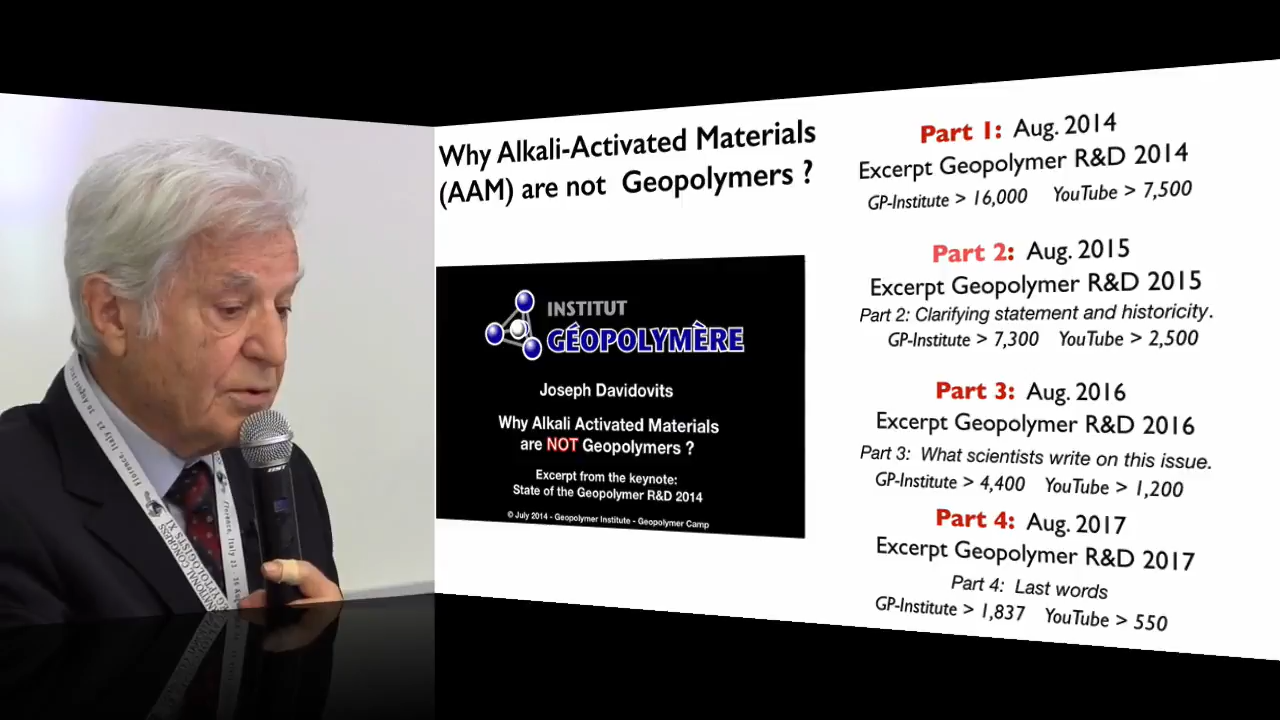 Why Alkali-Activated Materials
(AAM) are not Geopolymers ?
INSTITUT
GÉOPOLYMÈRE
Joseph Davidovits
Why Alkali Activated Materials
are NOT Geopolymers ?
Excerpt from the keynote:
State of the Geopolymer R&D 2014
© July 2014 - Geopolymer Institute - Geopolymer Camp
Part 1: Aug. 2014
Excerpt Geopolymer R&D 2014
GP-Institute > 16,000 YouTube > 7,500
Part 2: Aug. 2015
Excerpt Geopolymer R&D 2015
Part 2: Clarifying statement and historicity.
GP-Institute > 7,300 YouTube > 2,500
Part 3: Aug. 2016
Excerpt Geopolymer R&D 2016
Part 3: What scientists write on this issue.
GP-Institute > 4,400 YouTube > 1,200
Part 4: Aug. 2017
Excerpt Geopolymer R&D 2017
Part 4: Last words
GP-Institute > 1,837 YouTube > 550
Florence, Italy 23
NATIONAL CONGRESS